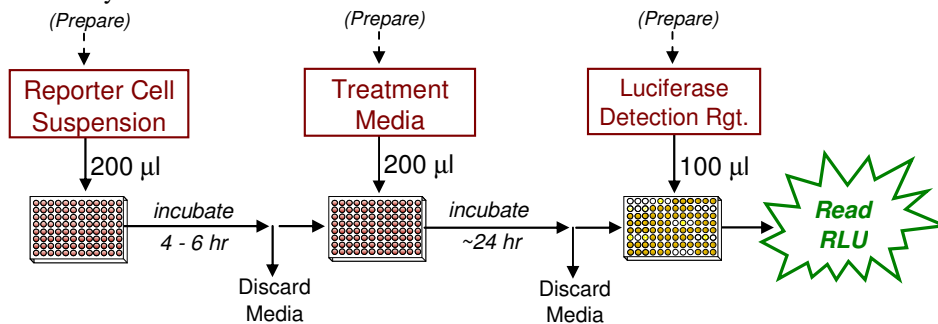 (Prepare)
(Prepare)
(Prepare)
Reporter Cell
Suspension
Treatment
Media
Luciferase
Detection Rgt.
200 µl
200 µl
100 µl
incubate
4 - 6 hr
incubate
~24 hr
Read
RLU
Discard
Media
Discard
Media